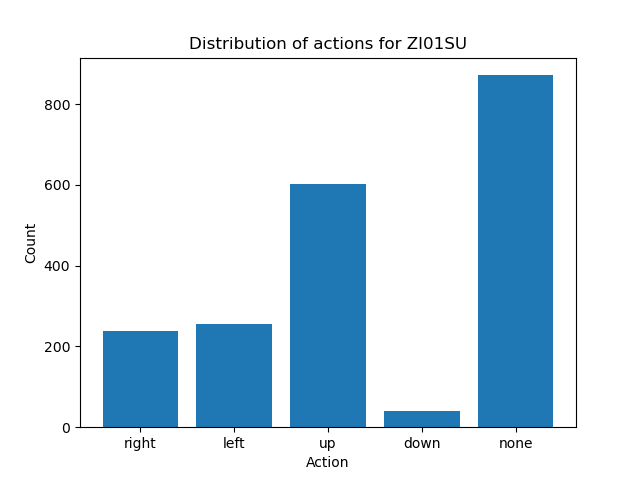 Distribution of actions for ZI01SU
Count
800
600
400
200
0
right left up down none
Action